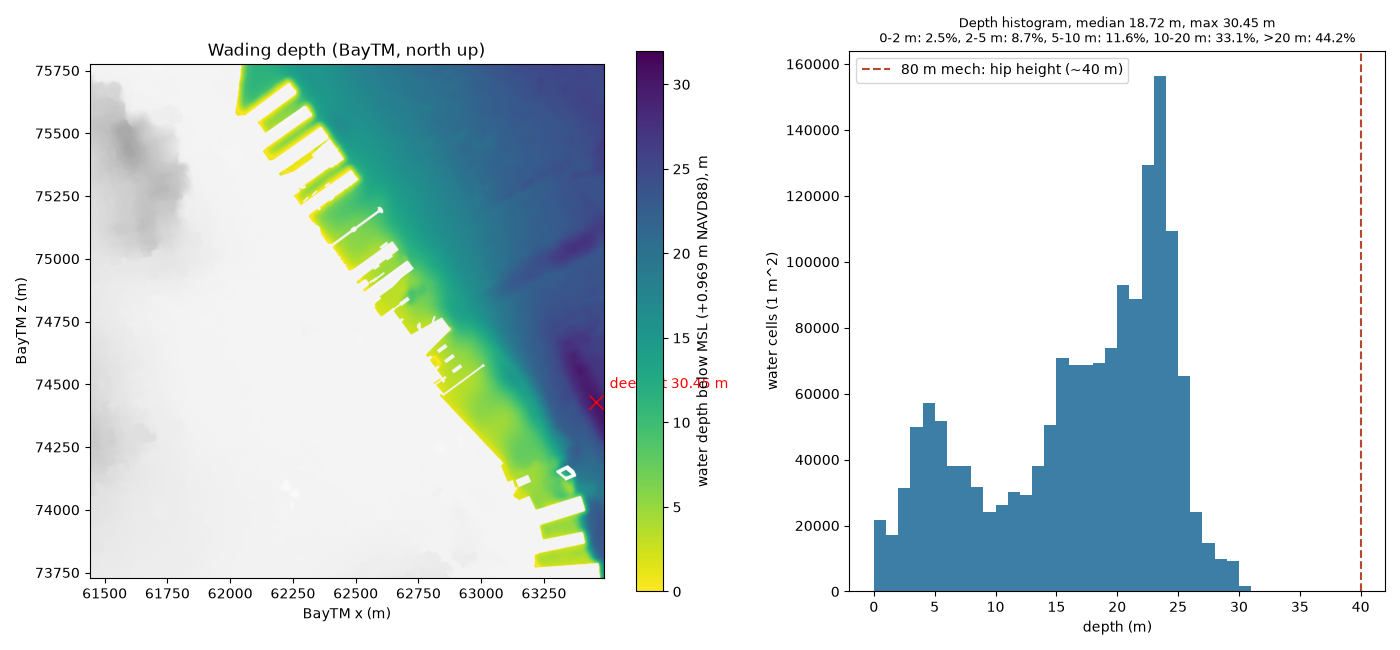 Wading depth (BayTM, north up)
75750
75500
75250
75000
74750
74500
74250
74000
73750
BayTM z (m)
61500 61750 62000 62250 62500 62750 63000 63250
BayTM x (m)
30.45 m
30
25
20
15
10
5
0
water depth below MSL (+0.969 m NAVD88), m
Depth histogram, median 18.72 m, max 30.45 m
0-2 m: 2.5%, 2-5 m: 8.7%, 5-10 m: 11.6%, 10-20 m: 33.1%, >20 m: 44.2%
80 m mech: hip height (~40 m)
160000
140000
120000
100000
80000
60000
40000
20000
0
water cells (1 m^2)
0 5 10 15 20 25 30 35 40
depth (m)